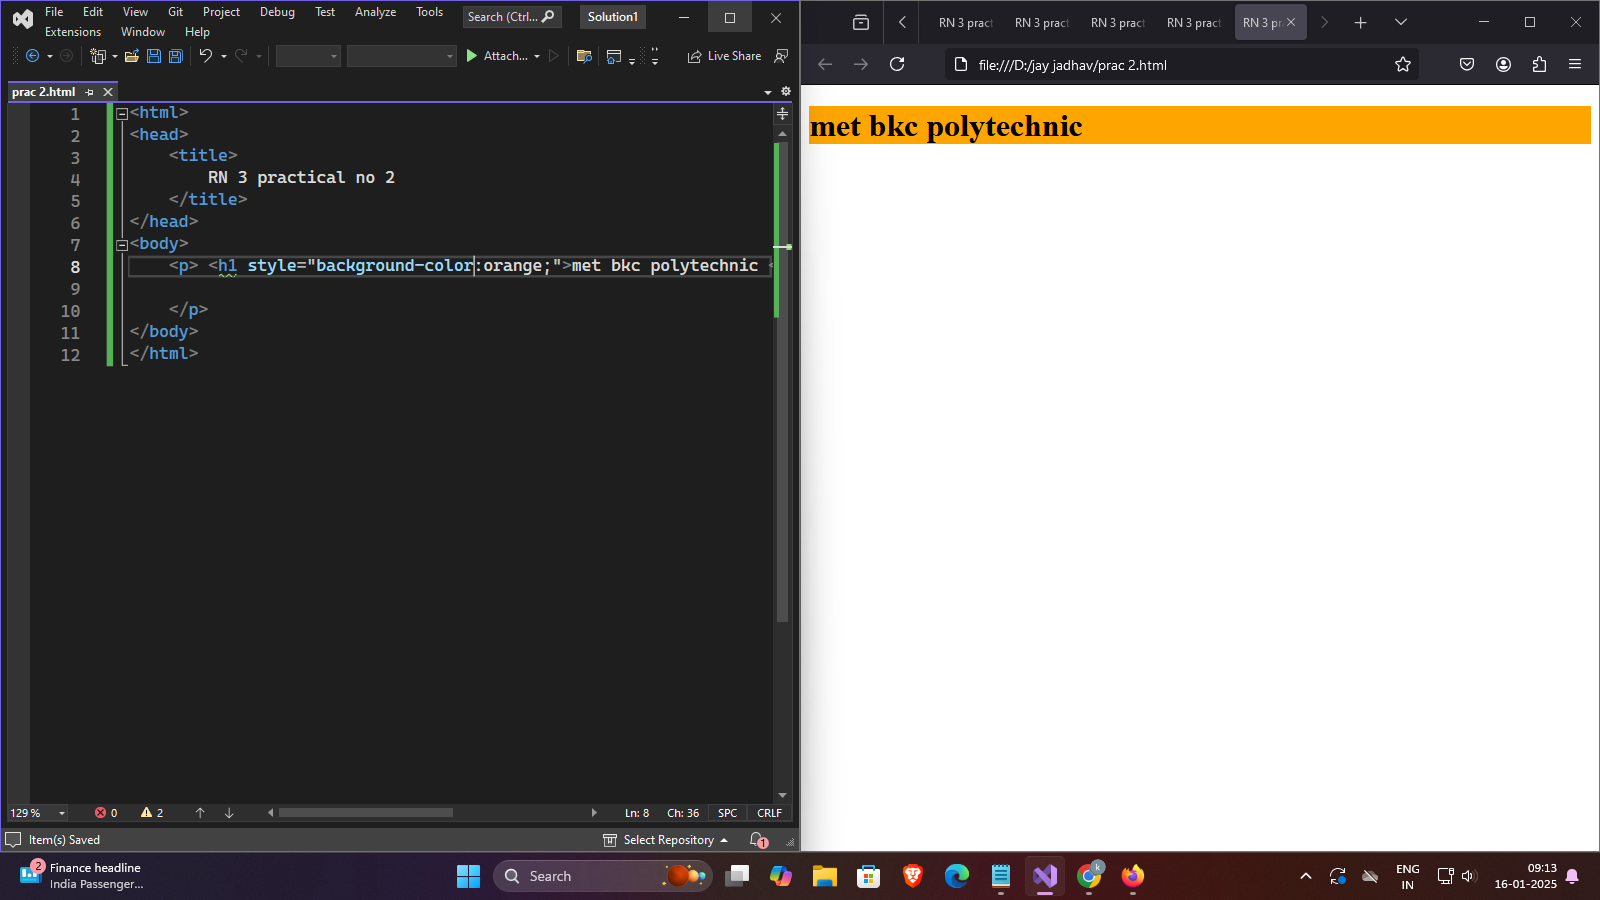 File Edit View Git Project Debug Test Analyze Tools Search (Ctrl... Solution1
Extensions Window Help
Attach... Live Share
prac 2.html
1 <html>
2 <head>
3 <title>
4 RN 3 practical no 2
5 </title>
6 </head>
7 <body>
8 <p> <h1 style="background-color:orange;">met bkc polytechnic <
9
10 </p>
11 </body>
12 </html>
129 % 0 2 Ln: 8 Ch: 36 SPC CRLF
Item(s) Saved Select Repository 1
RN 3 pract RN 3 pract RN 3 pract RN 3 pract RN 3 pr
file:///D:/jay jadhav/prac 2.html
met bkc polytechnic
2 Finance headline
India Passenger...
Search
k
ENG
IN
09:13
16-01-2025